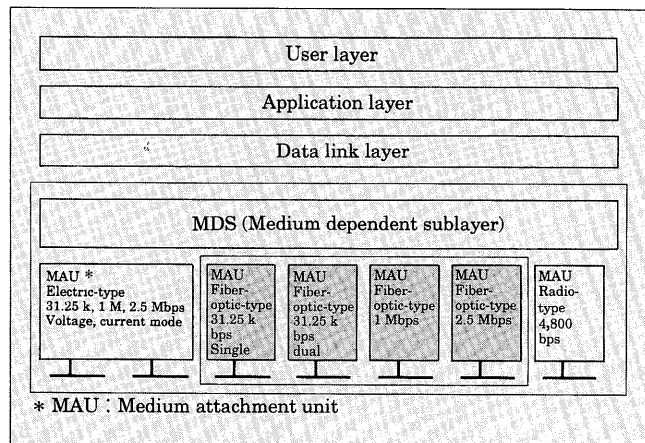 User layer
Application layer
Data link layer
MDS (Medium dependent sublayer)
MAU *
Electric-type
31.25 k, 1 M, 2.5 Mbps
Voltage, current mode
MAU
Fiber-
optic-type
31.25 k
bps
Single
MAU
Fiber-
optic-type
31.25 k
bps
dual
MAU
Fiber-
optic-type
1 Mbps
MAU
Fiber-
optic-type
2.5 Mbps
MAU
Radio-
type
4,800
bps
* MAU : Medium attachment unit